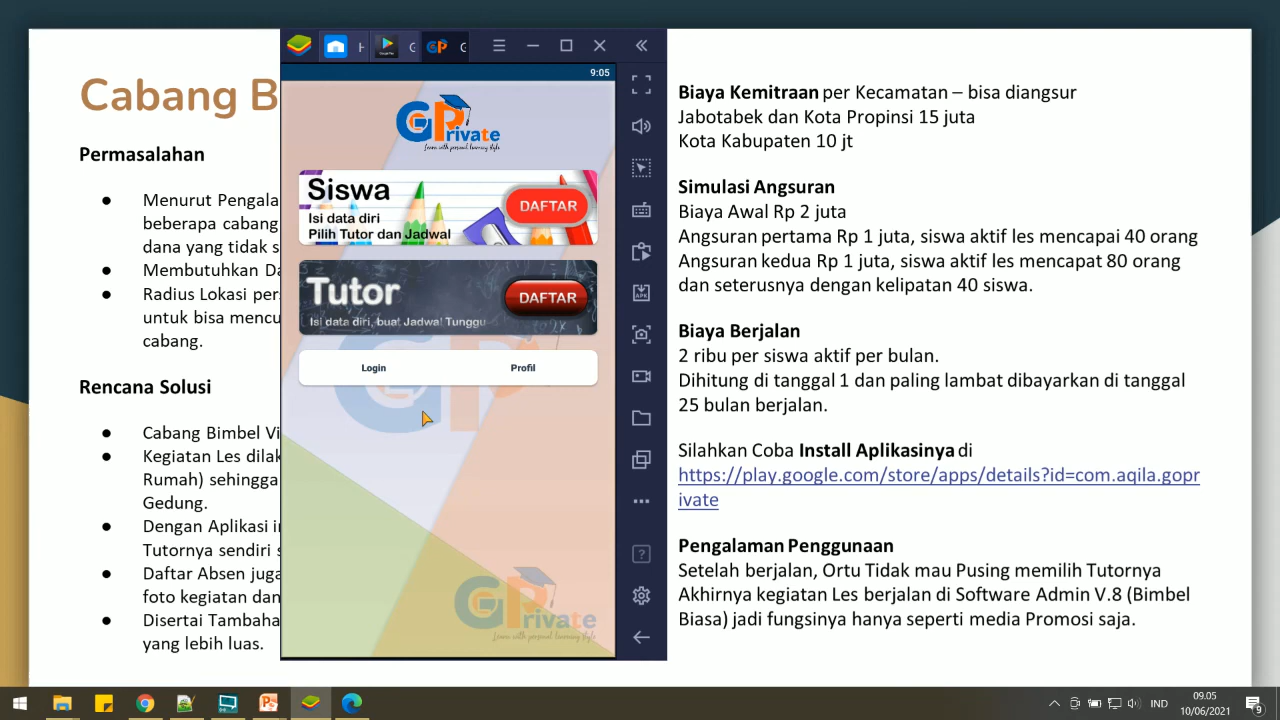 Cabang B
Permasalahan
● Menurut Pengala
beberapa cabang
dana yang tidak s
● Membutuhkan Da
● Radius Lokasi per
untuk bisa mencu
cabang.
Rencana Solusi
● Cabang Bimbel Vi
● Kegiatan Les dilak
Rumah) sehingga
Gedung.
● Dengan Aplikasi i
Tutornya sendiri s
● Daftar Absen juga
foto kegiatan dan
● Disertai Tambaha
yang lebih luas.
9:05
GPrivate
Learn with personal learning style
Siswa
Isi data diri
Pilih Tutor dan Jadwal
DAFTAR
Tutor
Isi data diri, buat Jadwal Tunggu
DAFTAR
Login
Profil
GPrivate
Learn with personal learning style
Biaya Kemitraan per Kecamatan – bisa diangsur
Jabotabek dan Kota Propinsi 15 juta
Kota Kabupaten 10 jt
Simulasi Angsuran
Biaya Awal Rp 2 juta
Angsuran pertama Rp 1 juta, siswa aktif les mencapai 40 orang
Angsuran kedua Rp 1 juta, siswa aktif les mencapat 80 orang
dan seterusnya dengan kelipatan 40 siswa.
Biaya Berjalan
2 ribu per siswa aktif per bulan.
Dihitung di tanggal 1 dan paling lambat dibayarkan di tanggal
25 bulan berjalan.
Silahkan Coba Install Aplikasinya di
https://play.google.com/store/apps/details?id=com.aqila.gopr
ivate
Pengalaman Penggunaan
Setelah berjalan, Ortu Tidak mau Pusing memilih Tutornya
Akhirnya kegiatan Les berjalan di Software Admin V.8 (Bimbel
Biasa) jadi fungsinya hanya seperti media Promosi saja.
IND
09.05
10/06/2021
9